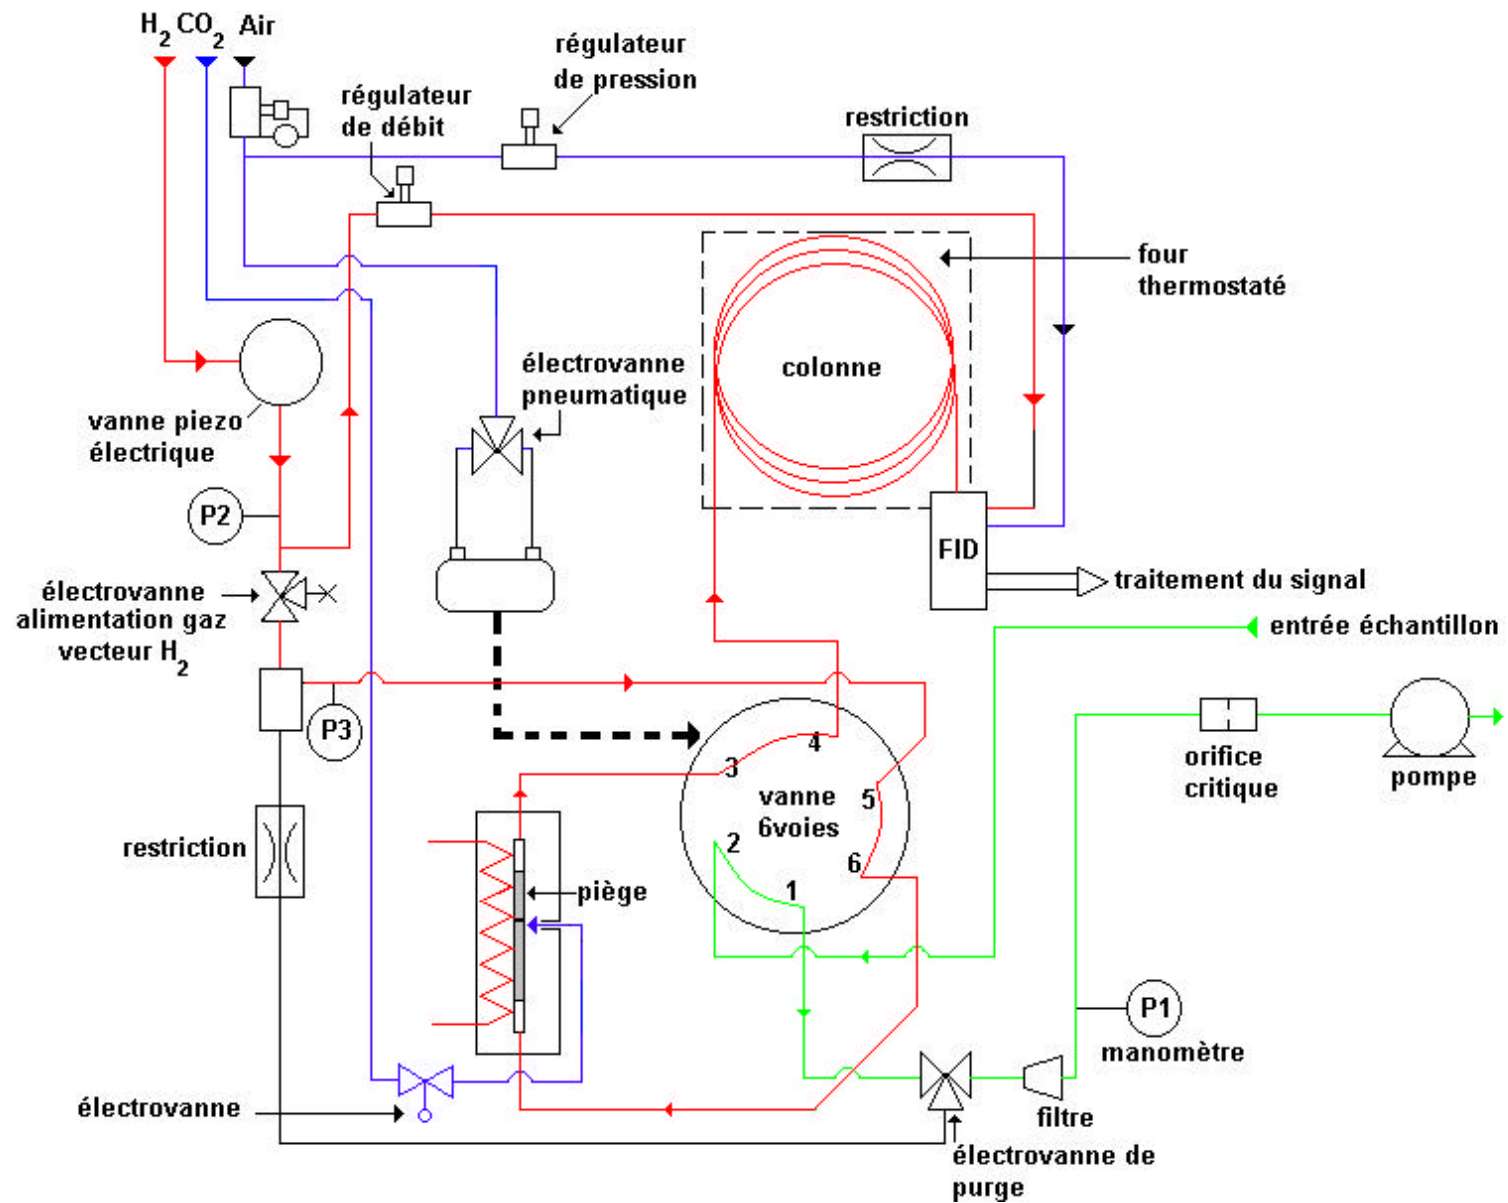 H2 CO2 Air
régulateur
de pression
régulateur
de débit
restriction
four
thermostaté
colonne
électrovanne
pneumatique
vanne piezo
électrique
P2
FID
traitement du signal
électrovanne
alimentation gaz
vecteur H2
entrée échantillon
P3
3
4
5
vanne
6voies
2
1
6
orifice
critique
pompe
restriction
piège
P1
manomètre
électrovanne
filtre
électrovanne de
purge